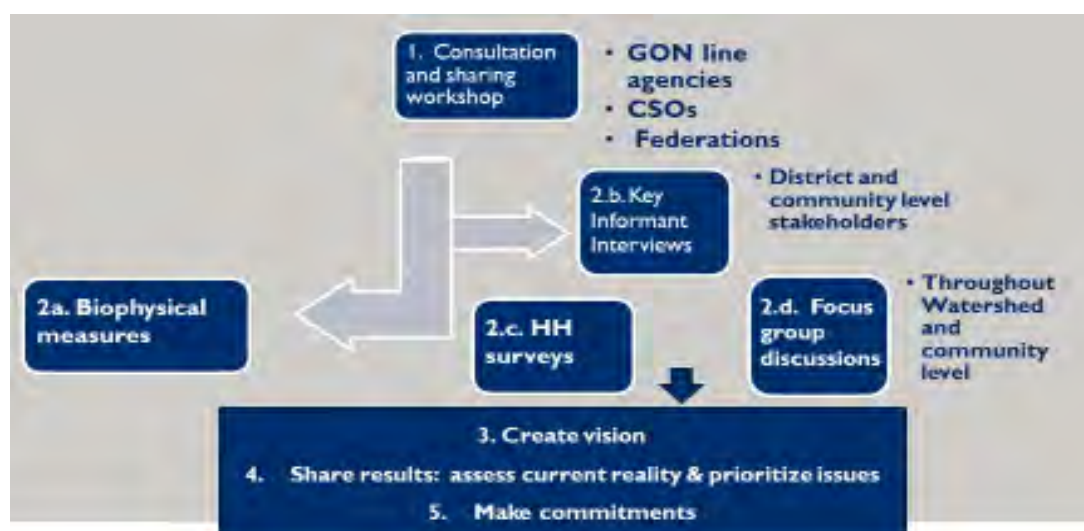 1. Consultation
and sharing
workshop
• GON line
agencies
• CSOs
• Federations
2.b. Key
Informant
Interviews
• District and
community level
stakeholders
2a. Biophysical
measures
2.c. HH
surveys
2.d. Focus
group
discussions
• Throughout
Watershed
and
community
level
3. Create vision
4. Share results: assess current reality & prioritize issues
5. Make commitments